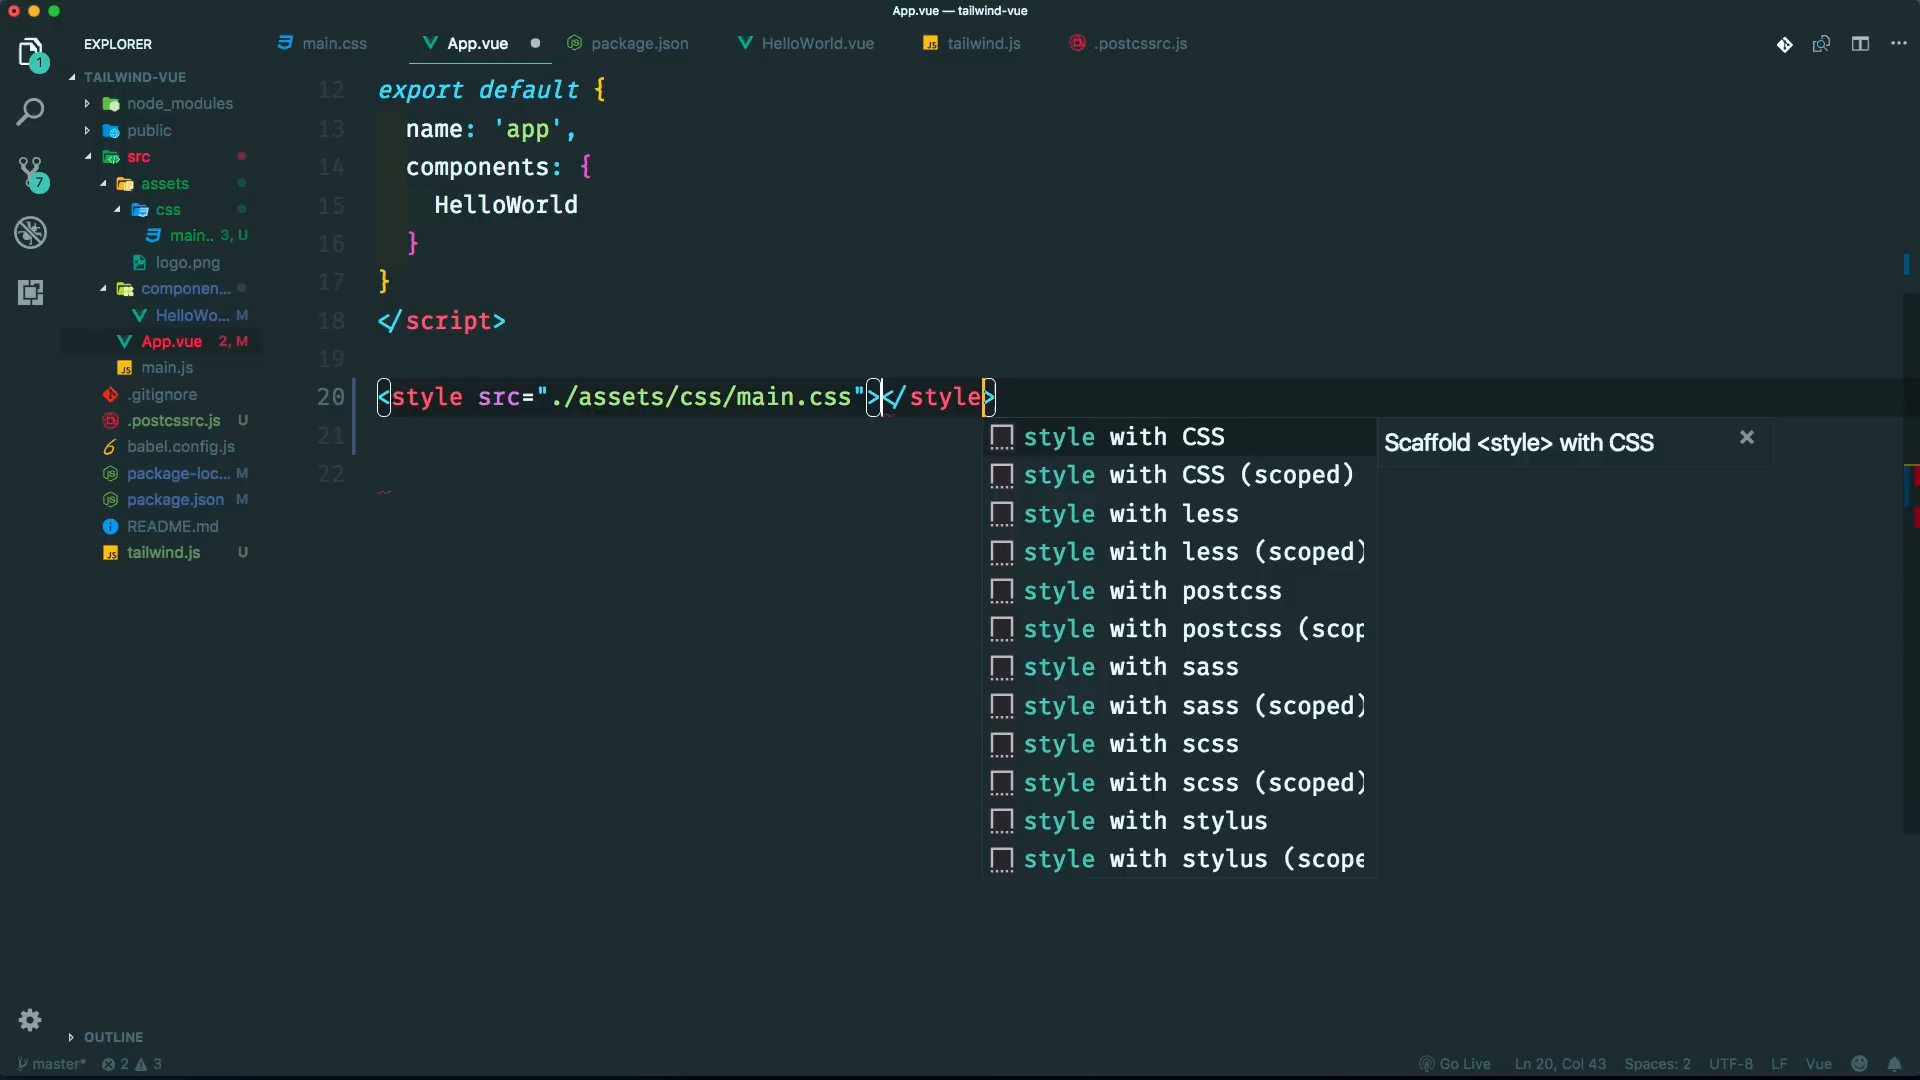 App.vue — tailwind-vue
EXPLORER
main.css
App.vue
package.json
HelloWorld.vue
tailwind.js
.postcssrc.js
1
7
TAILWIND-VUE
node_modules
public
src
assets
css
main.. 3, U
logo.png
componen...
HelloWo... M
App.vue 2, M
main.js
.gitignore
.postcssrc.js U
babel.config.js
package-loc... M
package.json M
README.md
tailwind.js U
12 export default {
13 name: 'app',
14 components: {
15 HelloWorld
16 }
17 }
18 </script>
19
20 <style src="./assets/css/main.css"></style>
21
22
style with CSS
style with CSS (scoped)
style with less
style with less (scoped)
style with postcss
style with postcss (scop
style with sass
style with sass (scoped)
style with scss
style with scss (scoped)
style with stylus
style with stylus (scope
Scaffold <style> with CSS
OUTLINE
master* 2 3
Go Live Ln 20, Col 43 Spaces: 2 UTF-8 LF Vue